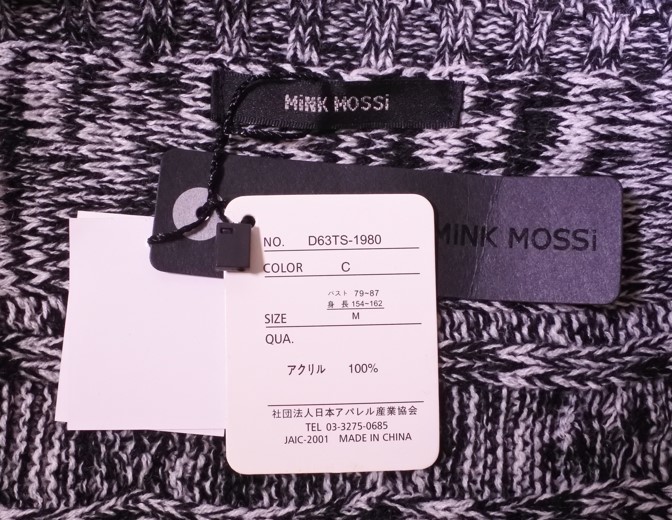 MiNK MOSSi
MINK MOSSi
NO. D63TS-1980
COLOR C
バスト 79~87
身 長 154~162
SIZE M
QUA.
アクリル 100%
社団法人日本アパレル産業協会
TEL 03-3275-0685
JAIC-2001 MADE IN CHINA